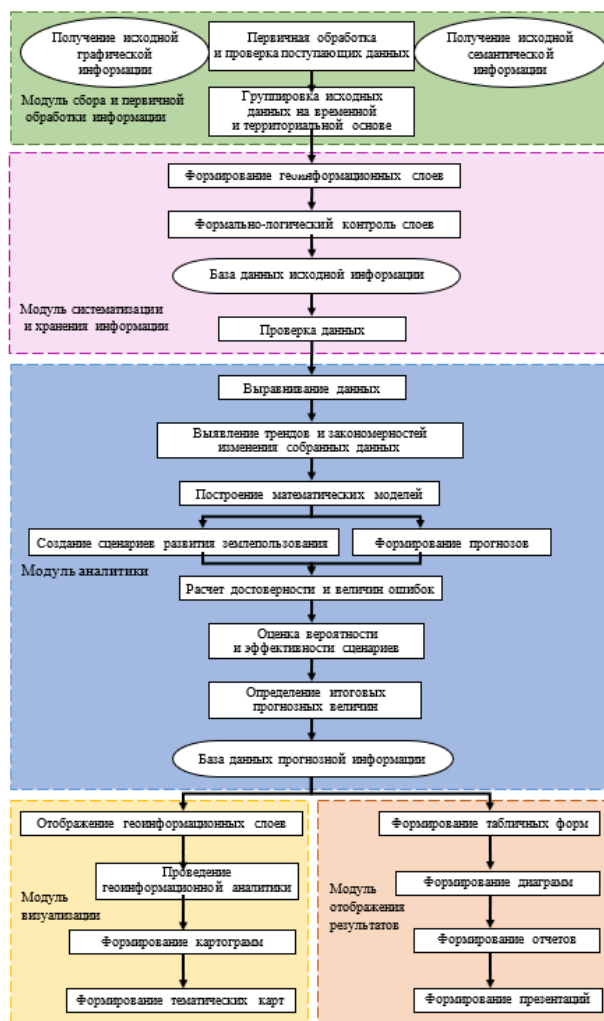 Получение исходной
графической
информации
Первичная обработка
и проверка поступающих данных
Получение исходной
семантической
информации
Модуль сбора и первичной
обработки информации
Группировка исходных
данных на временной
и территориальной основе
Формирование геоинформационных слоев
Формально-логический контроль слоев
База данных исходной информации
Модуль систематизации
и хранения информации
Проверка данных
Выравнивание данных
Выявление трендов и закономерностей
изменения собранных данных
Построение математических моделей
Создание сценариев развития землепользования
Формирование прогнозов
Модуль аналитики
Расчет достоверности и величин ошибок
Оценка вероятности
и эффективности сценариев
Определение итоговых
прогнозных величин
База данных прогнозной информации
Отображение геоинформационных слоев
Проведение
геоинформационной аналитики
Модуль
визуализации
Формирование картограмм
Формирование тематических карт
Формирование табличных форм
Формирование диаграмм
Модуль
отображения
результатов
Формирование отчетов
Формирование презентаций